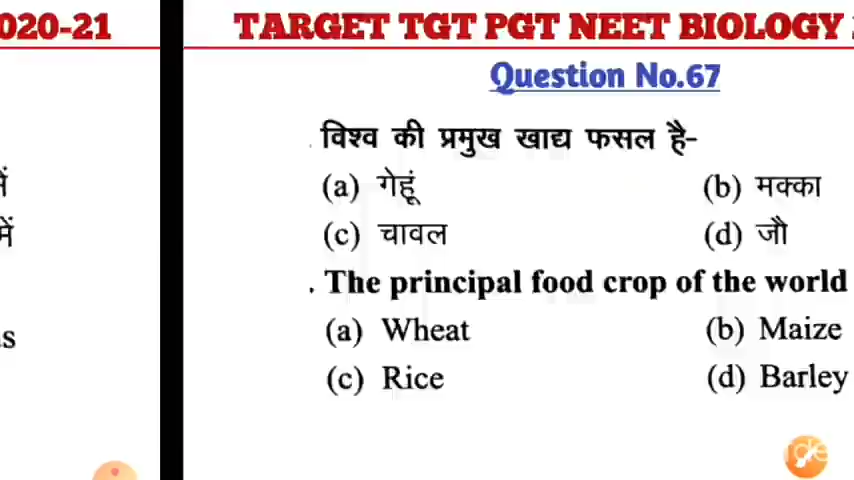 020-21
TARGET TGT PGT NEET BIOLOGY
Question No.67
विश्व की प्रमुख खाद्य फसल है-
(a) गेहूं (b) मक्का
में
(c) चावल (d) जौ
. The principal food crop of the world
(a) Wheat (b) Maize
(c) Rice (d) Barley